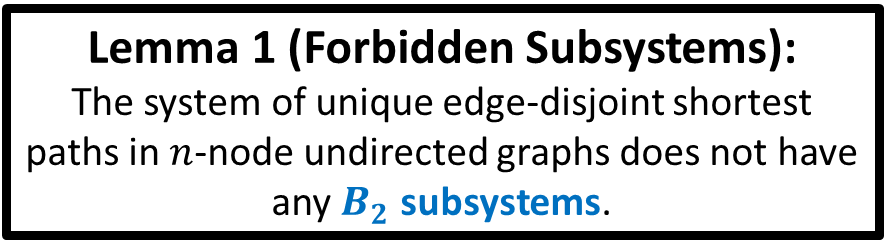 Lemma 1 (Forbidden Subsystems):
The system of unique edge-disjoint shortest
paths in n-node undirected graphs does not have
any B₂ subsystems.